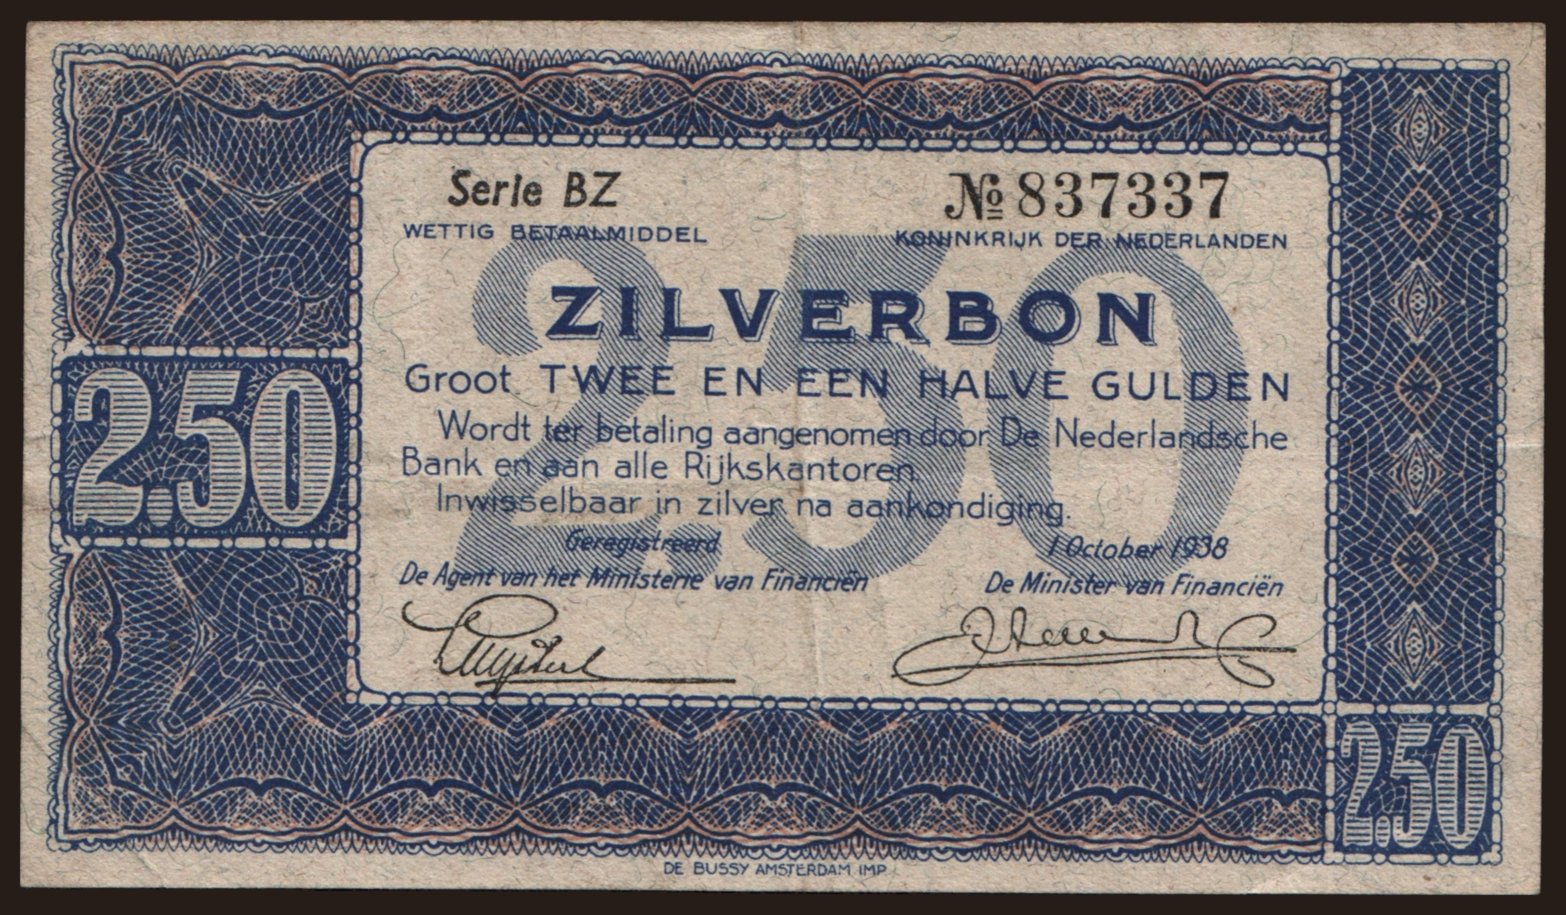 Serie BZ
№ 837337
WETTIG BETAALMIDDEL
KONINKRIJK DER NEDERLANDEN
2.50
ZILVERBON
Groot TWEE EN EEN HALVE GULDEN
2.50
Wordt ter betaling aangenomen door De Nederlandsche
Bank en aan alle Rijkskantoren.
Inwisselbaar in zilver na aankondiging.
Geregistreerd
1 October 1938
De Agent van het Ministerie van Financiën
De Minister van Financiën
2.50
DE BUSSY AMSTERDAM IMP.